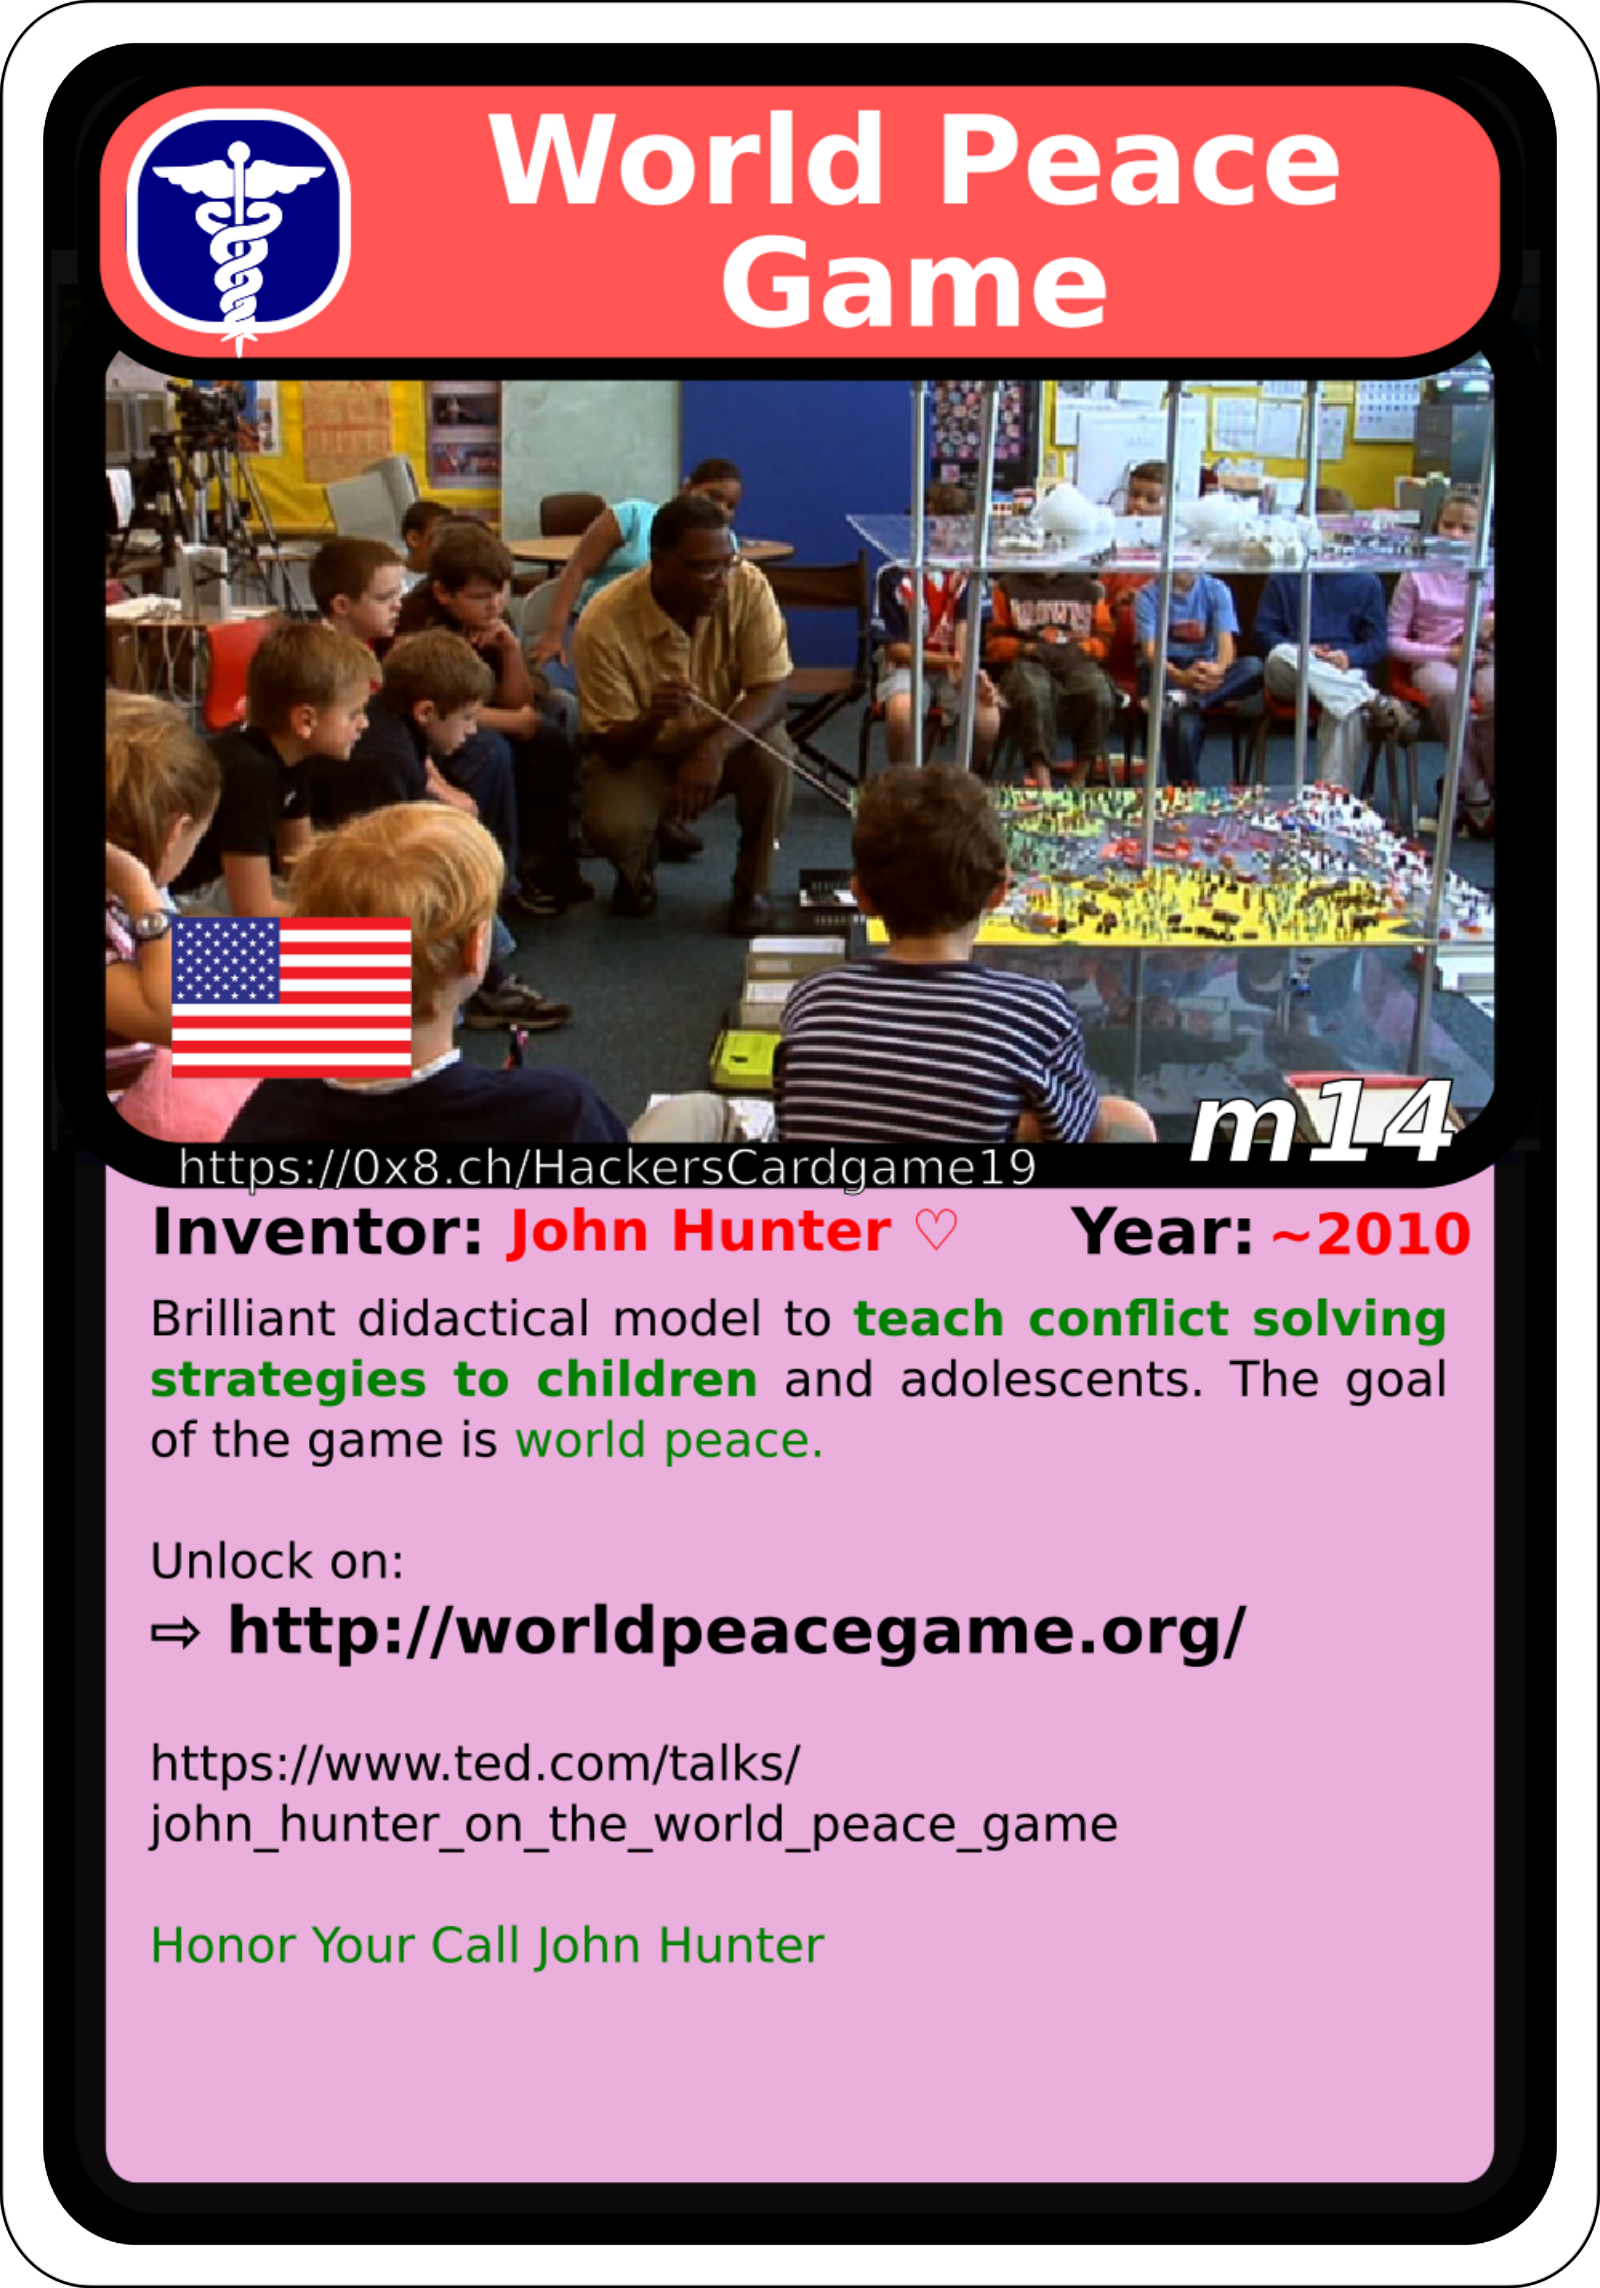 World Peace
Game
m14
https://0x8.ch/HackersCardgame19
Inventor: John Hunter ♡ Year: ~2010
Brilliant didactical model to teach conflict solving
strategies to children and adolescents. The goal
of the game is world peace.
Unlock on:
⇨ http://worldpeacegame.org/
https://www.ted.com/talks/
john_hunter_on_the_world_peace_game
Honor Your Call John Hunter